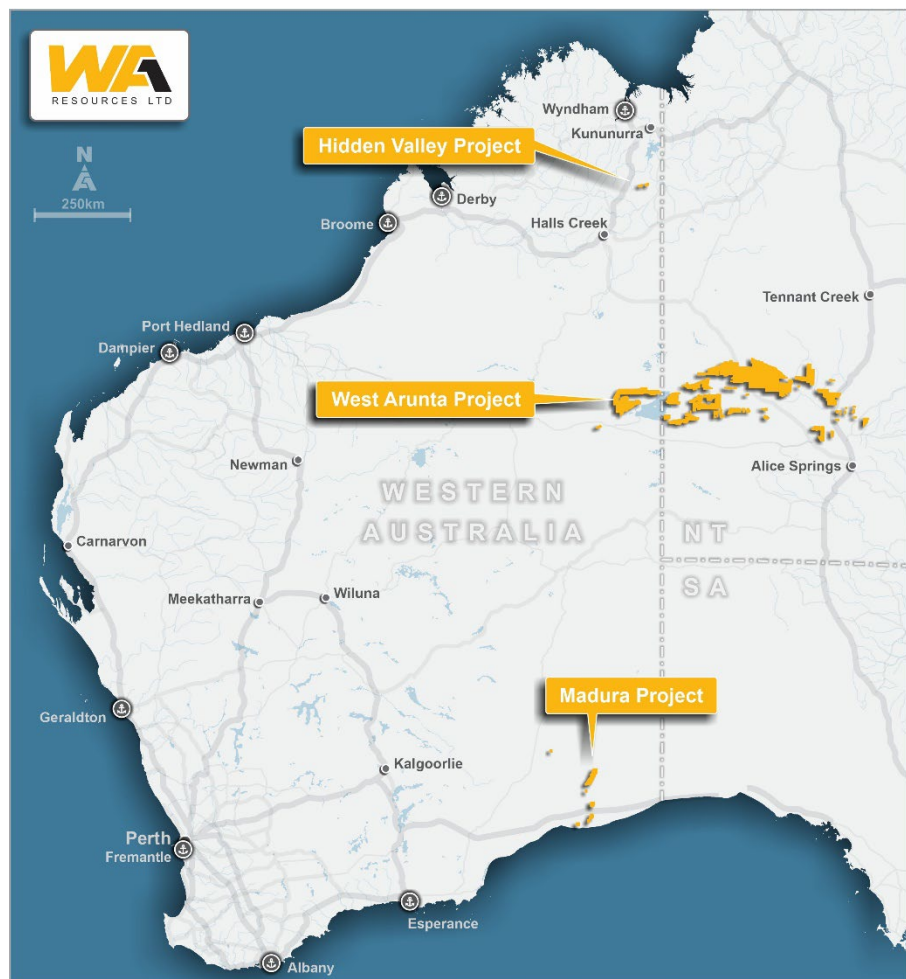 WA1
RESOURCES LTD
N
250km
Wyndham
Kununurra
Hidden Valley Project
Derby
Broome
Halls Creek
Tennant Creek
Port Hedland
Dampier
West Arunta Project
Newman
Alice Springs
WESTERN
AUSTRALIA
NT
SA
Carnarvon
Meekatharra
Wiluna
Madura Project
Geraldton
Kalgoorlie
Perth
Fremantle
Esperance
Albany